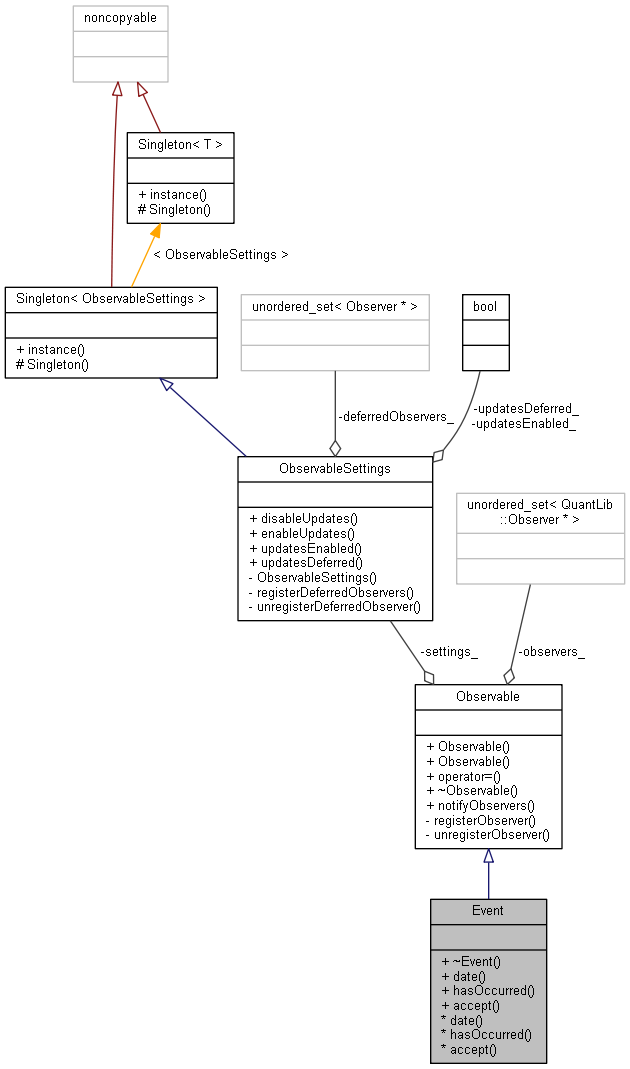 noncopyable
Singleton< T >
+ instance()
# Singleton()
< ObservableSettings >
Singleton< ObservableSettings >
+ instance()
# Singleton()
unordered_set< Observer * >
bool
-deferredObservers_
-updatesDeferred_
-updatesEnabled_
ObservableSettings
+ disableUpdates()
+ enableUpdates()
+ updatesEnabled()
+ updatesDeferred()
- ObservableSettings()
- registerDeferredObservers()
- unregisterDeferredObserver()
unordered_set< QuantLib
::Observer * >
-settings_
-observers_
Observable
+ Observable()
+ Observable()
+ operator=()
+ ~Observable()
+ notifyObservers()
- registerObserver()
- unregisterObserver()
Event
+ ~Event()
+ date()
+ hasOccurred()
+ accept()
* date()
* hasOccurred()
* accept()